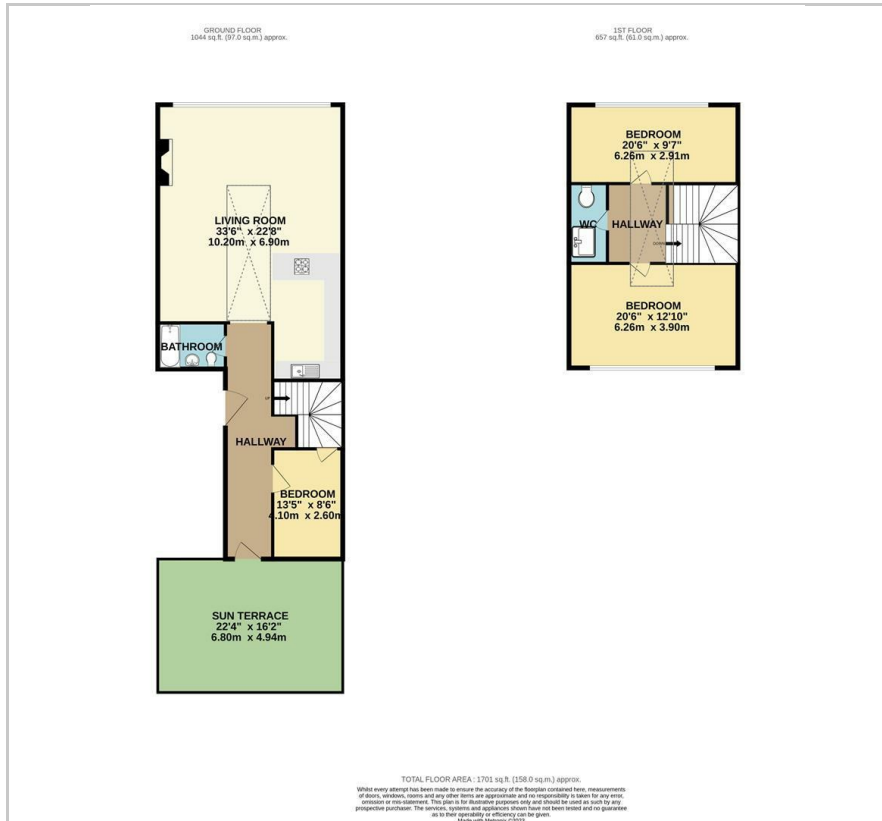 GROUND FLOOR
1044 sq.ft. (97.0 sq.m.) approx.
LIVING ROOM
33'6" x 22'8"
10.20m x 6.90m
BATHROOM
HALLWAY
BEDROOM
13'5" x 8'6"
4.10m x 2.60m
SUN TERRACE
22'4" x 16'2"
6.80m x 4.94m
1ST FLOOR
657 sq.ft. (61.0 sq.m.) approx.
BEDROOM
20'6" x 9'7"
6.26m x 2.91m
WC
HALLWAY
BEDROOM
20'6" x 12'10"
6.26m x 3.90m
TOTAL FLOOR AREA : 1701 sq.ft. (158.0 sq.m.) approx.
Whilst every attempt has been made to ensure the accuracy of the floorplan contained here, measurements
of doors, windows, rooms and any other items are approximate and no responsibility is taken for any error,
omission or mis-statement. This plan is for illustrative purposes only and should be used as such by any
prospective purchaser. The services, systems and appliances shown have not been tested and no guarantee
as to their operability or efficiency can be given.
Made with Metropix ©2023